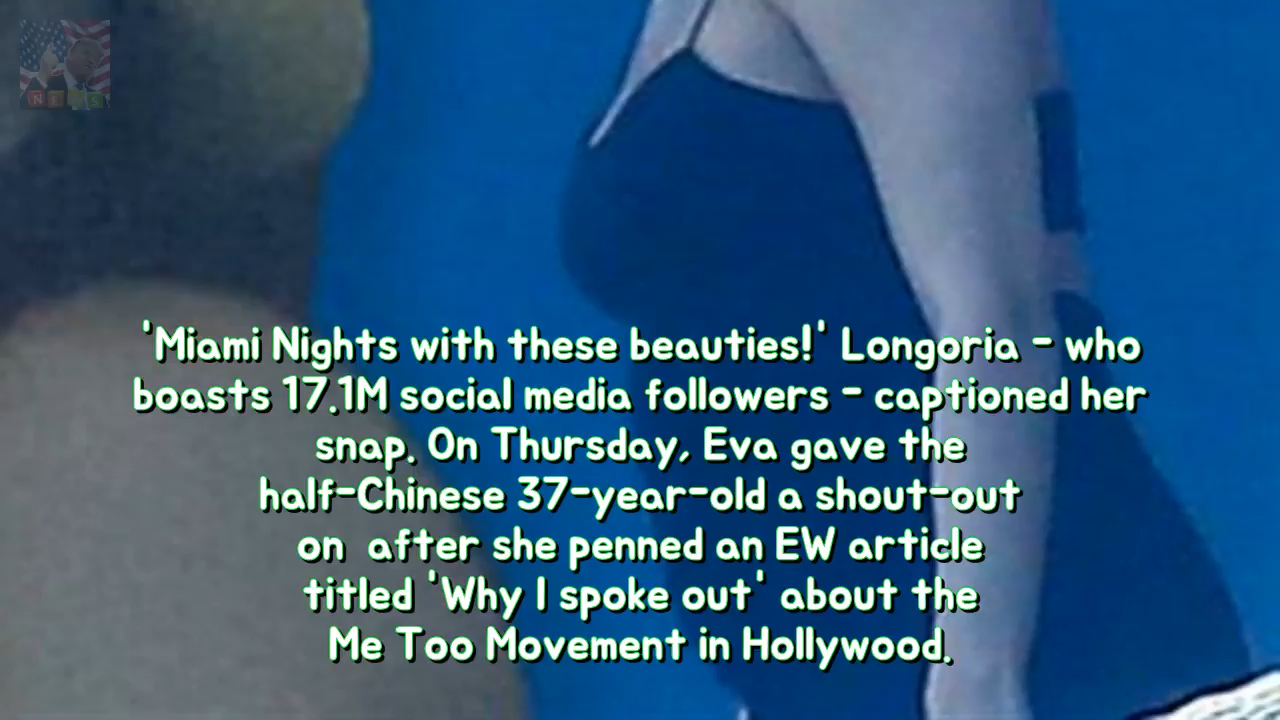 'Miami Nights with these beauties!' Longoria - who
boasts 17.1M social media followers - captioned her
snap. On Thursday, Eva gave the
half-Chinese 37-year-old a shout-out
on  after she penned an EW article
titled 'Why I spoke out' about the
Me Too Movement in Hollywood.
NEWS